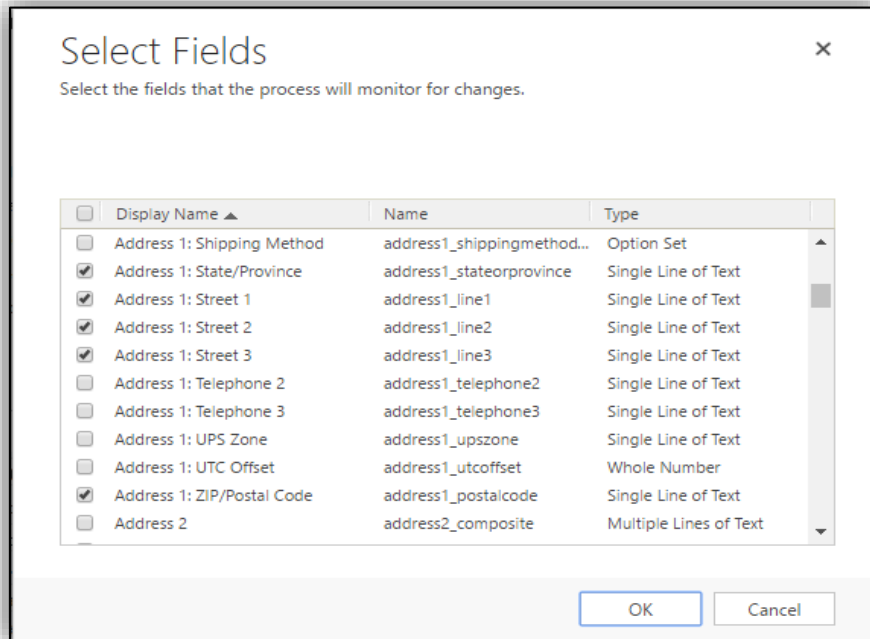 Select Fields
Select the fields that the process will monitor for changes.
Display Name Name Type
Address 1: Shipping Method address1_shippingmethod... Option Set
Address 1: State/Province address1_stateorprovince Single Line of Text
Address 1: Street 1 address1_line1 Single Line of Text
Address 1: Street 2 address1_line2 Single Line of Text
Address 1: Street 3 address1_line3 Single Line of Text
Address 1: Telephone 2 address1_telephone2 Single Line of Text
Address 1: Telephone 3 address1_telephone3 Single Line of Text
Address 1: UPS Zone address1_upszone Single Line of Text
Address 1: UTC Offset address1_utcoffset Whole Number
Address 1: ZIP/Postal Code address1_postalcode Single Line of Text
Address 2 address2_composite Multiple Lines of Text
OK Cancel